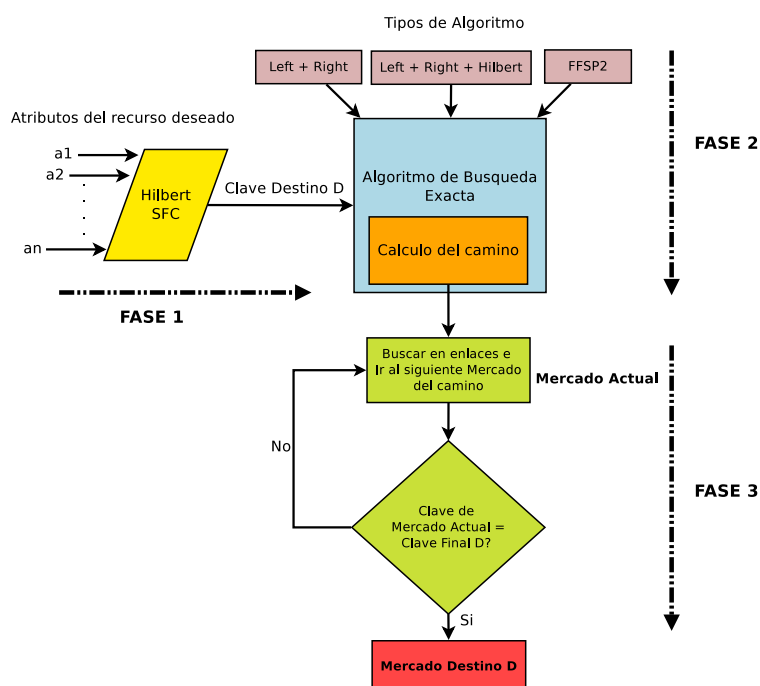 Tipos de Algoritmo
Left + Right
Left + Right + Hilbert
FFSP2
Atributos del recurso deseado
a1
a2
an
Hilbert
SFC
Clave Destino D
Algoritmo de Busqueda
Exacta
Calculo del camino
FASE 2
FASE 1
Buscar en enlaces e
Ir al siguiente Mercado
del camino
Mercado Actual
No
Clave de
Mercado Actual =
Clave Final D?
FASE 3
Si
Mercado Destino D